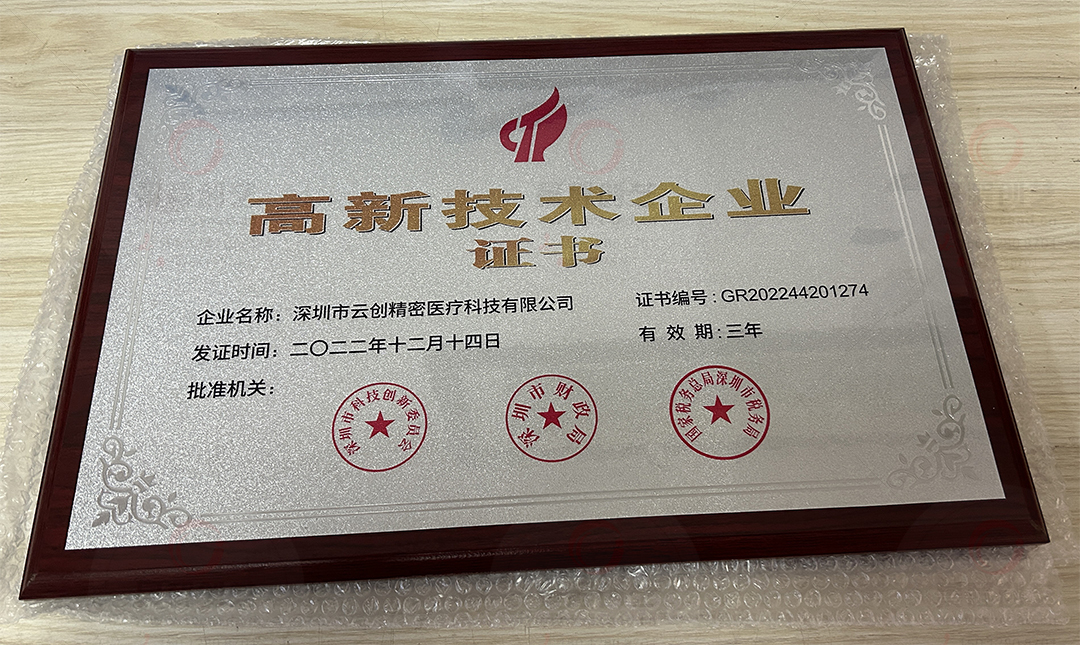 高新技术企业
证书
企业名称：深圳市云创精密医疗科技有限公司
证书编号：GR202244201274
发证时间：二〇二二年十二月十四日
有 效 期：三年
批准机关：
深圳市科技创新委员会
深圳市财政局
国家税务总局深圳市税务局